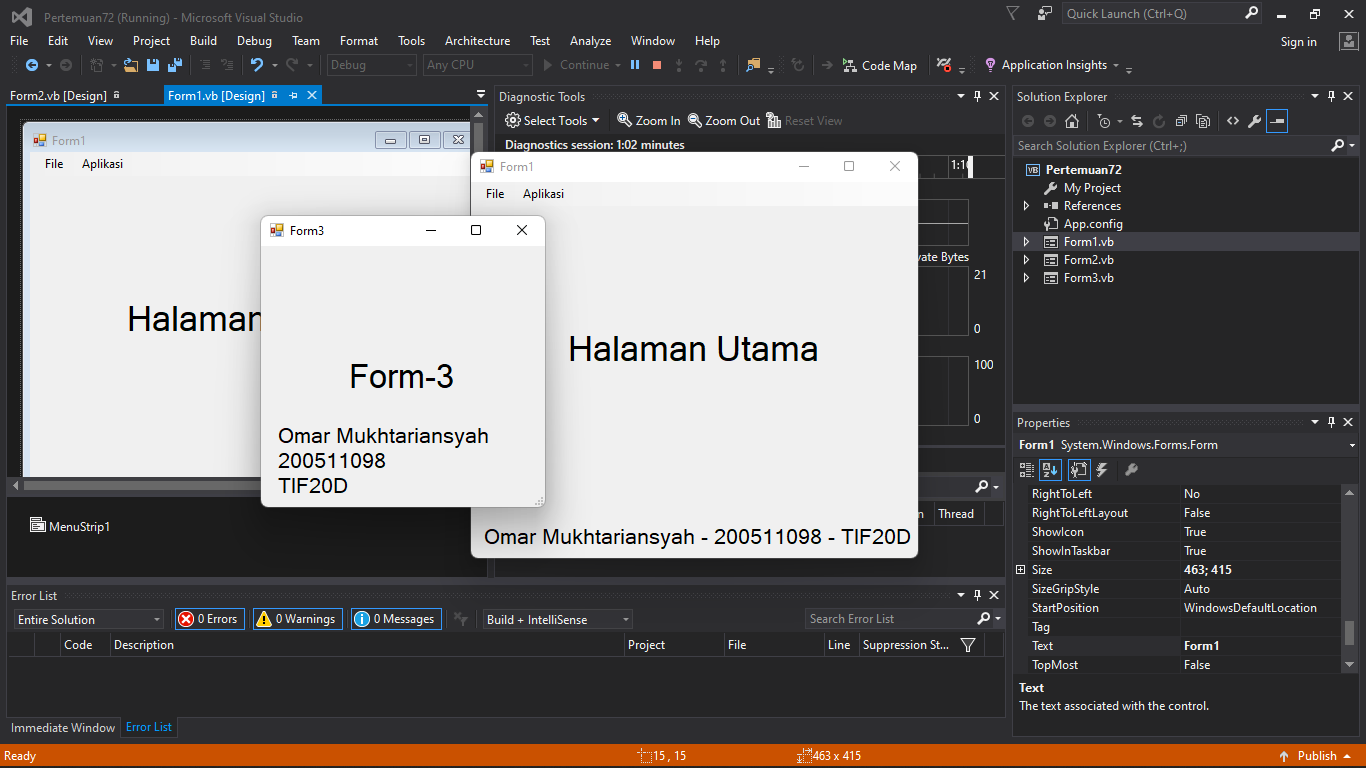 Pertemuan72 (Running) - Microsoft Visual Studio
Quick Launch (Ctrl+Q)
File Edit View Project Build Debug Team Format Tools Architecture Test Analyze Window Help
Sign in
Debug Any CPU Continue Code Map Application Insights
Form2.vb [Design] Form1.vb [Design]
Form1
File Aplikasi
Halaman
MenuStrip1
Form3
Form-3
Omar Mukhtariansyah
200511098
TIF20D
Diagnostic Tools
Select Tools Zoom In Zoom Out Reset View
Diagnostics session: 1:02 minutes
Form1
File Aplikasi
Halaman Utama
Omar Mukhtariansyah - 200511098 - TIF20D
Bytes
21
0
100
0
Thread
Solution Explorer
Search Solution Explorer (Ctrl+;)
VB Pertemuan72
My Project
References
App.config
Form1.vb
Form2.vb
Form3.vb
Properties
Form1 System.Windows.Forms.Form
RightToLeft No
RightToLeftLayout False
ShowIcon True
ShowInTaskbar True
Size 463; 415
SizeGripStyle Auto
StartPosition WindowsDefaultLocation
Tag
Text Form1
TopMost False
Text
The text associated with the control.
Error List
Entire Solution 0 Errors 0 Warnings 0 Messages Build + IntelliSense Search Error List
Code Description Project File Line Suppression St...
Immediate Window Error List
Ready 15 , 15 463 x 415 Publish